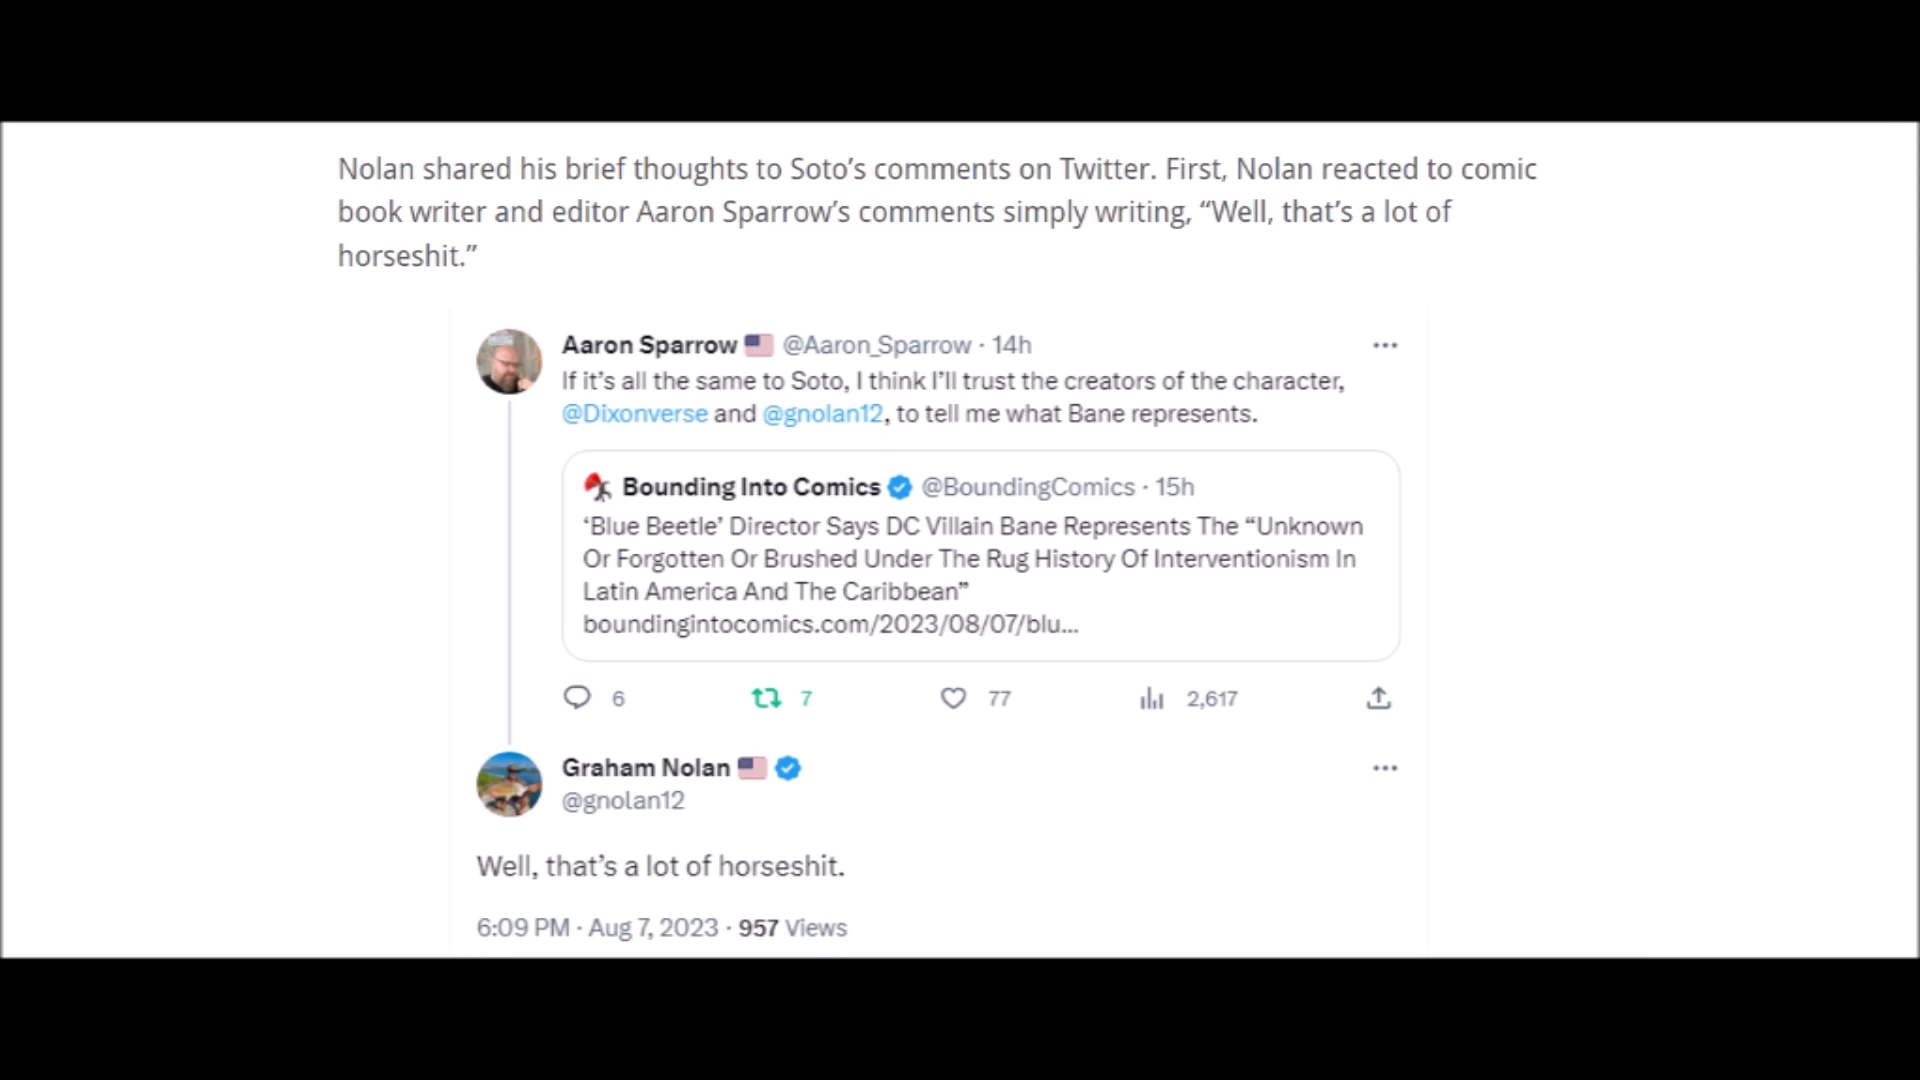 Nolan shared his brief thoughts to Soto’s comments on Twitter. First, Nolan reacted to comic
book writer and editor Aaron Sparrow’s comments simply writing, “Well, that’s a lot of
horseshit.”
Aaron Sparrow 🇺🇸 @Aaron_Sparrow · 14h
If it’s all the same to Soto, I think I’ll trust the creators of the character,
@Dixonverse and @gnolan12, to tell me what Bane represents.
Bounding Into Comics @BoundingComics · 15h
‘Blue Beetle’ Director Says DC Villain Bane Represents The “Unknown
Or Forgotten Or Brushed Under The Rug History Of Interventionism In
Latin America And The Caribbean”
boundingintocomics.com/2023/08/07/blu...
6 7 77 2,617
Graham Nolan 🇺🇸
@gnolan12
Well, that’s a lot of horseshit.
6:09 PM · Aug 7, 2023 · 957 Views